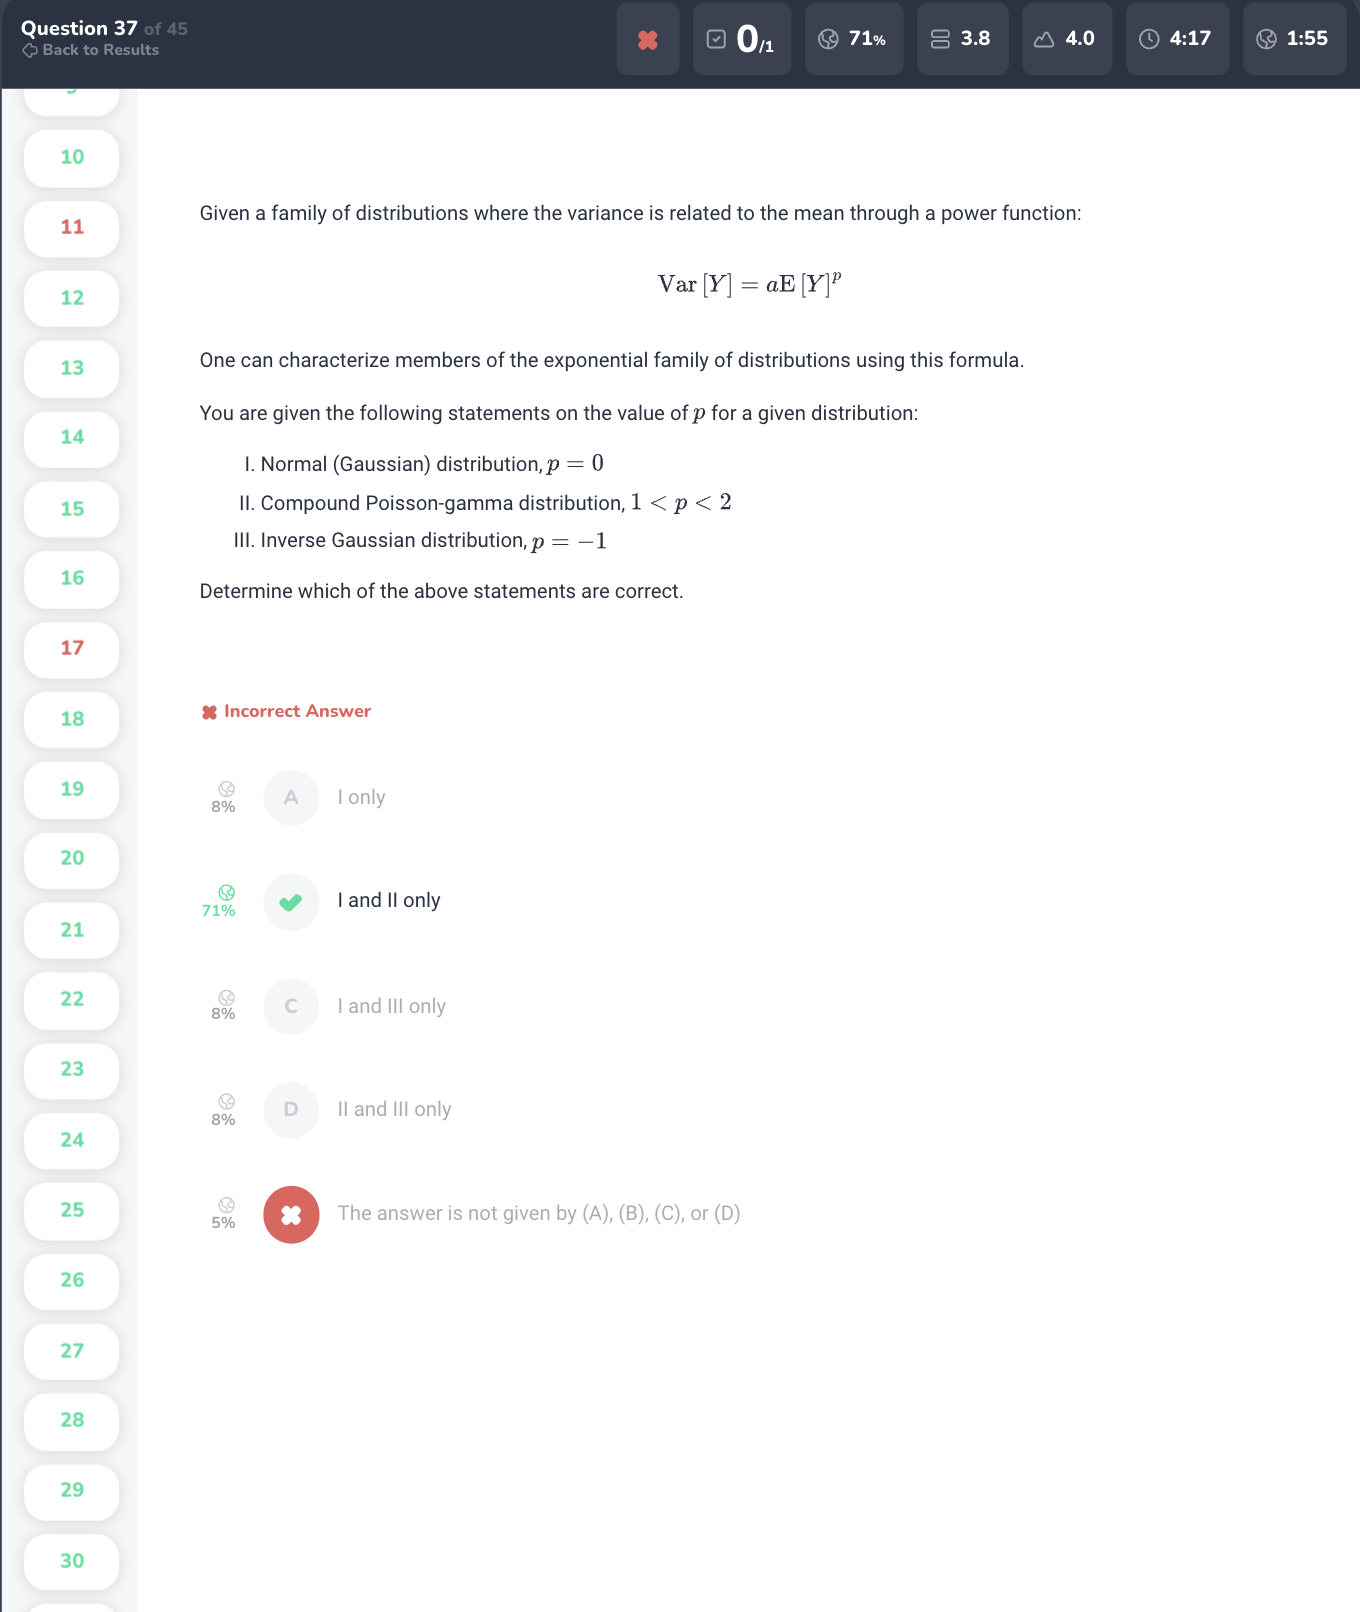 Question 37 of 45
Back to Results
0/1
71%
3.8
4.0
4:17
1:55
10
11
12
13
14
15
16
17
18
19
20
21
22
23
24
25
26
27
28
29
30
Given a family of distributions where the variance is related to the mean through a power function:
Var [Y] = aE [Y]^p
One can characterize members of the exponential family of distributions using this formula.
You are given the following statements on the value of p for a given distribution:
I. Normal (Gaussian) distribution, p = 0
II. Compound Poisson-gamma distribution, 1 < p < 2
III. Inverse Gaussian distribution, p = −1
Determine which of the above statements are correct.
Incorrect Answer
8% A I only
71% I and II only
8% C I and III only
8% D II and III only
5% The answer is not given by (A), (B), (C), or (D)